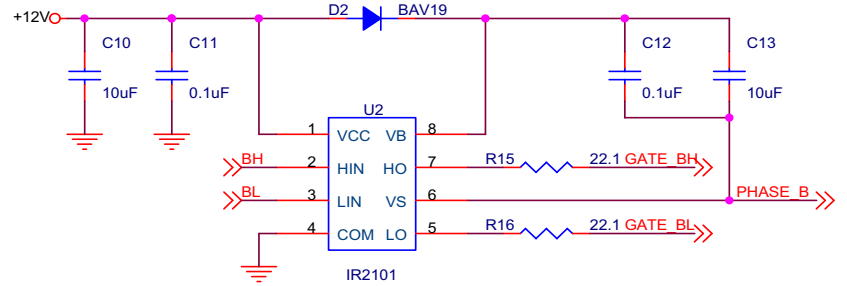 +12V D2 BAV19
C10 C11 C12 C13
10uF 0.1uF 0.1uF 10uF
U2
1 VCC VB 8
BH 2 HIN HO 7 R15 22.1 GATE_BH
BL 3 LIN VS 6 PHASE_B
4 COM LO 5 R16 22.1 GATE_BL
IR2101